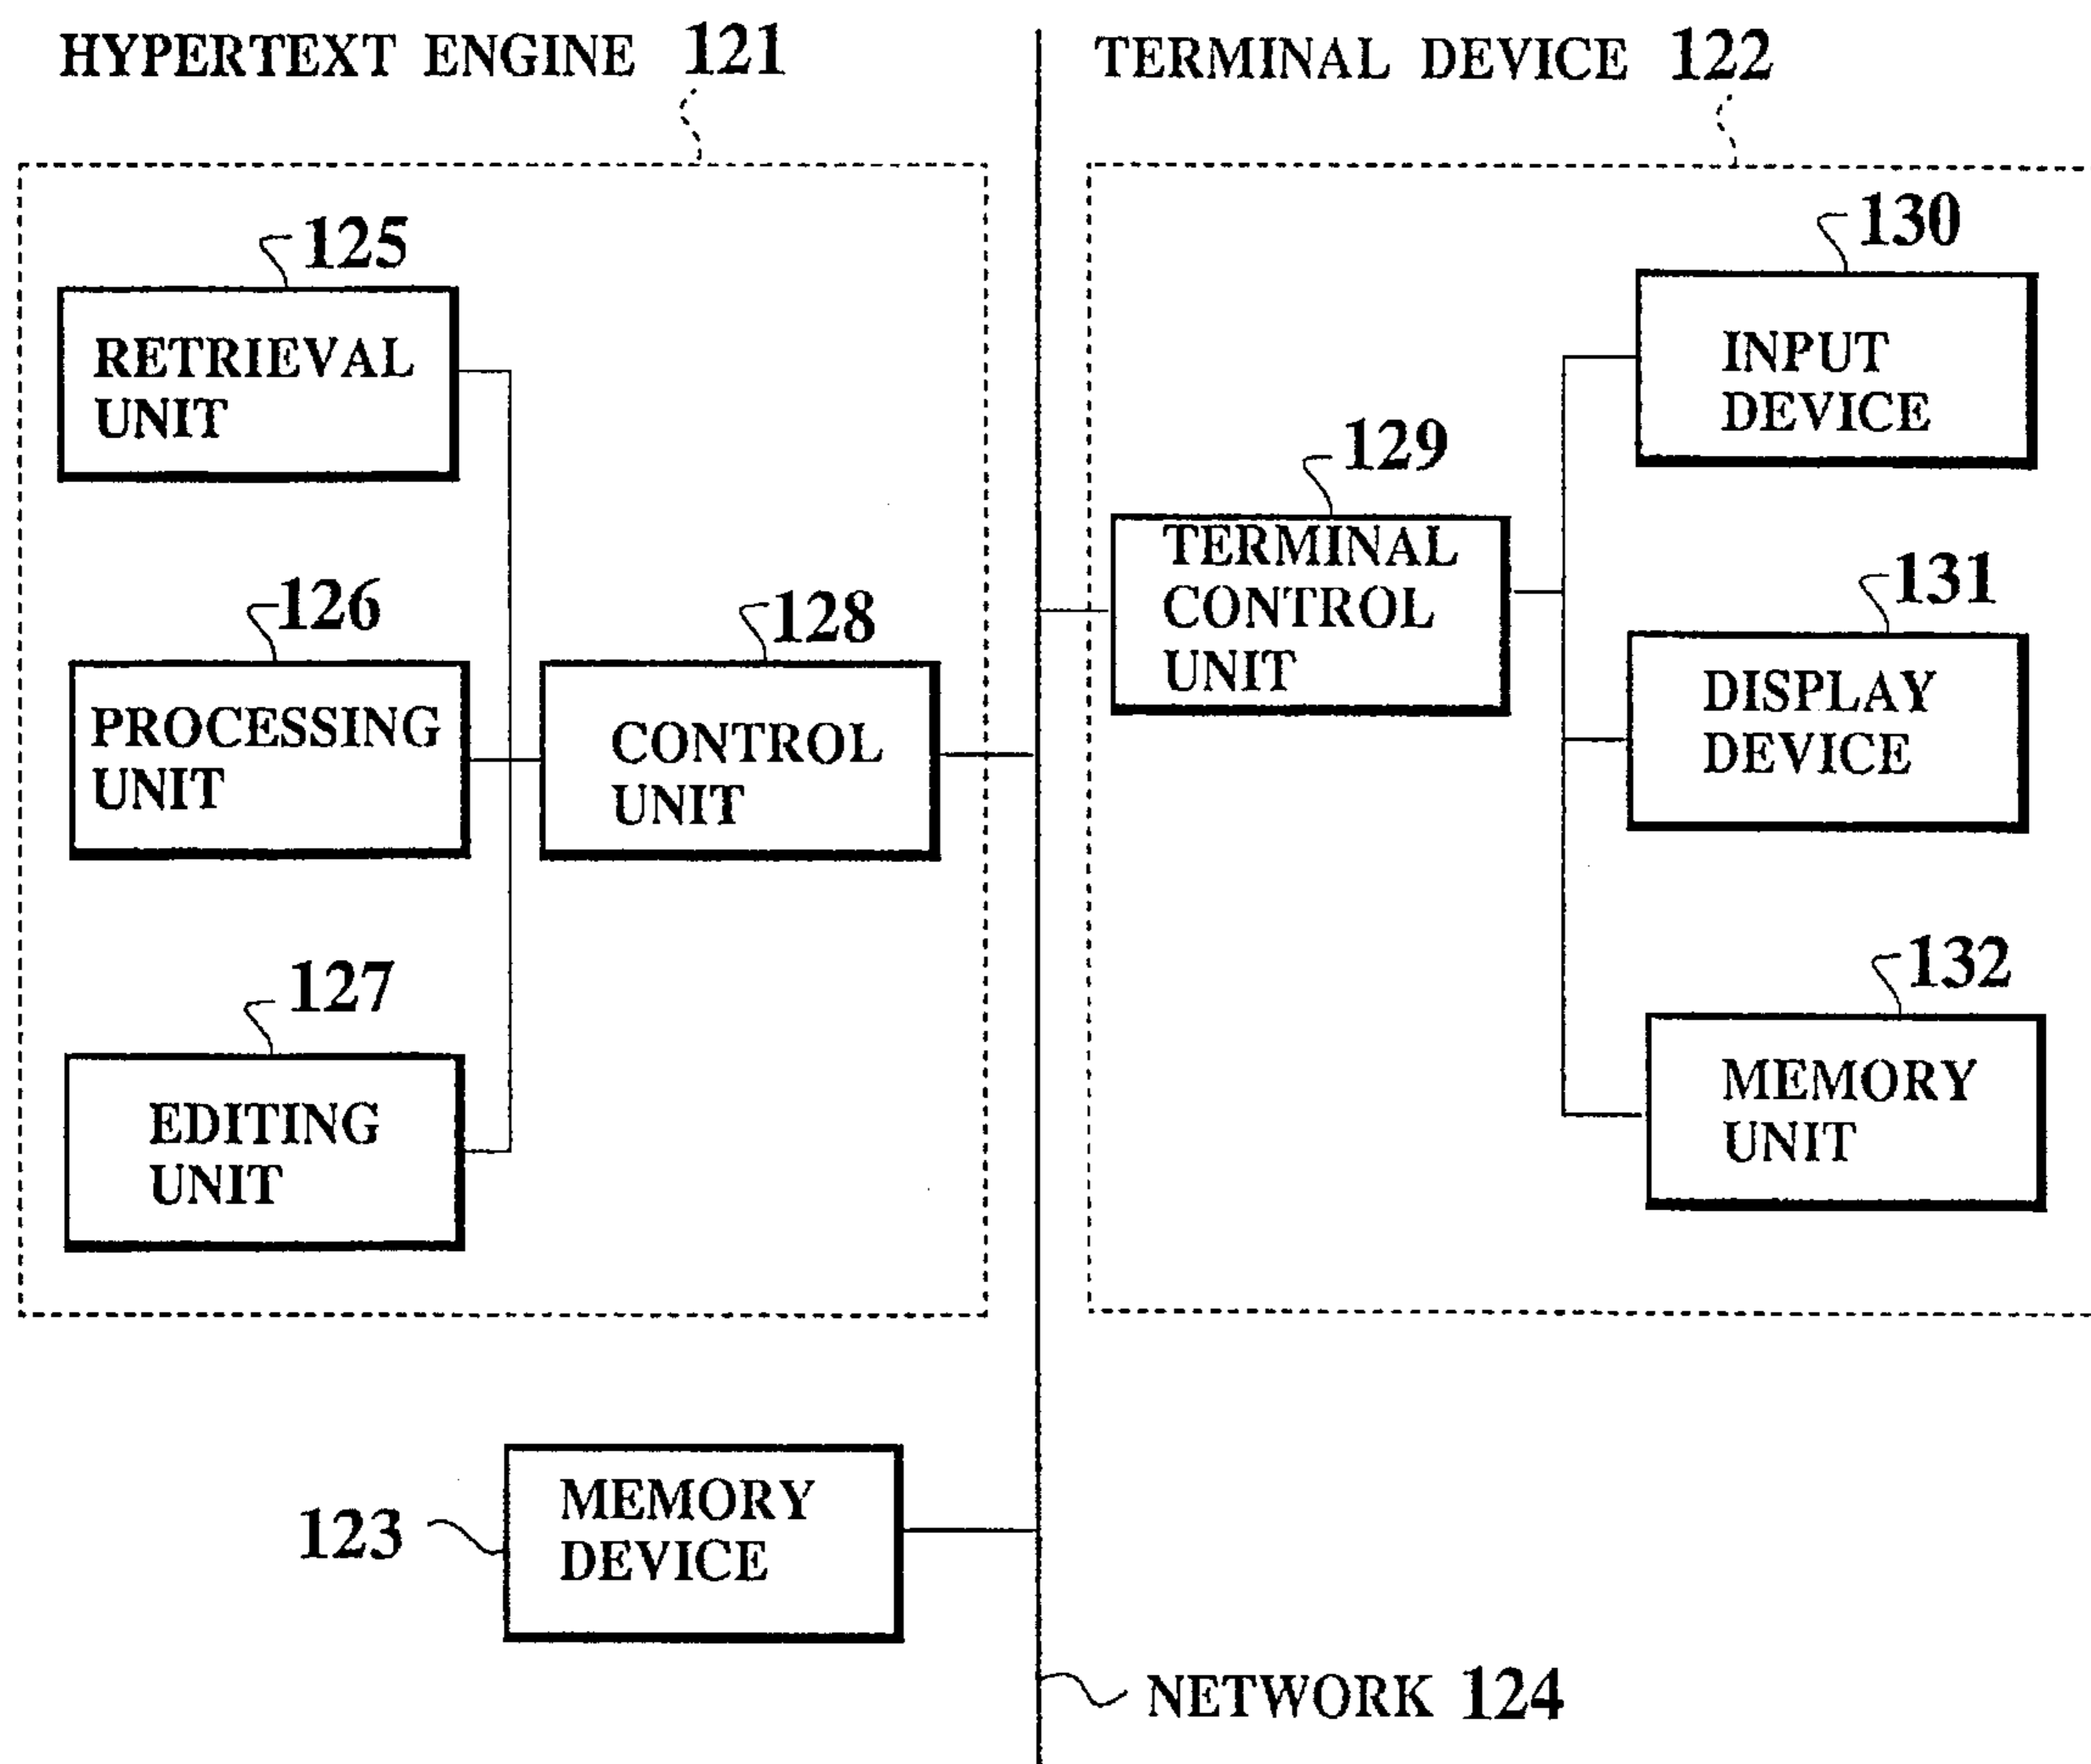 HYPERTEXT ENGINE 121
125
RETRIEVAL
UNIT
126
PROCESSING
UNIT
128
CONTROL
UNIT
127
EDITING
UNIT
TERMINAL DEVICE 122
130
INPUT
DEVICE
129
TERMINAL
CONTROL
UNIT
131
DISPLAY
DEVICE
132
MEMORY
UNIT
123
MEMORY
DEVICE
NETWORK 124